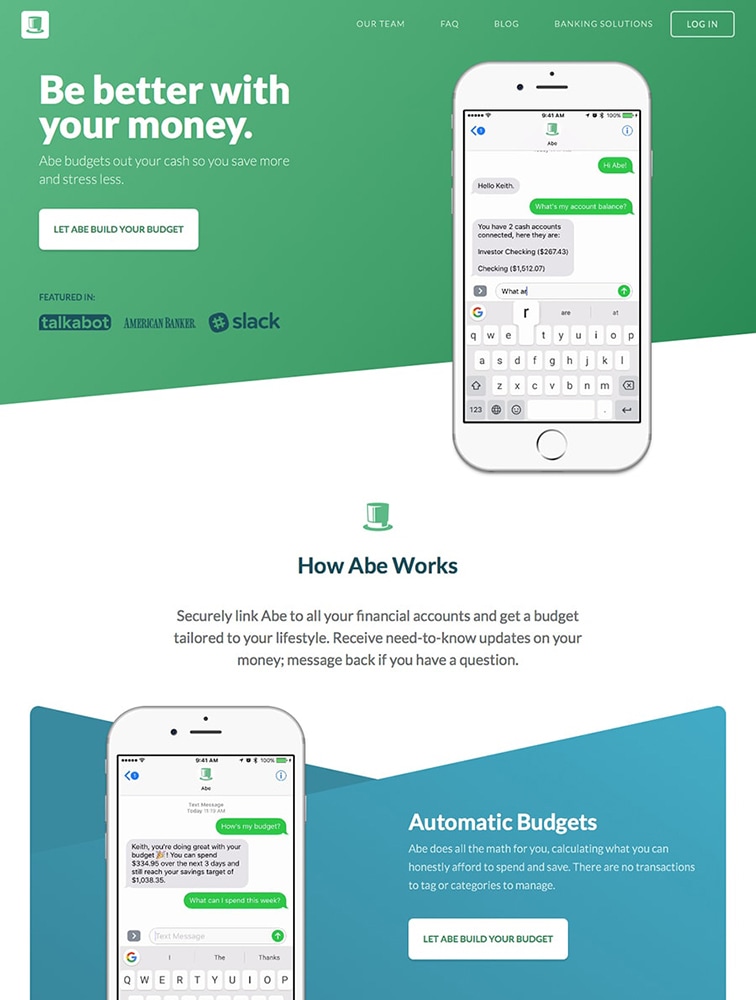 OUR TEAM FAQ BLOG BANKING SOLUTIONS LOG IN
Be better with
your money.
Abe budgets out your cash so you save more
and stress less.
LET ABE BUILD YOUR BUDGET
FEATURED IN:
talkabot AMERICAN BANKER slack
9:41 AM 100%
1
Abe
Hi Abe!
Hello Keith.
What's my account balance?
You have 2 cash accounts
connected, here they are:
Investor Checking ($267.43)
Checking ($1,512.07)
What ar
r are at
q w e t y u i o p
a s d f g h j k l
z x c v b n m
123 .
How Abe Works
Securely link Abe to all your financial accounts and get a budget
tailored to your lifestyle. Receive need-to-know updates on your
money; message back if you have a question.
9:41 AM 100%
1
Abe
Text Message
Today 11:19 AM
How's my budget?
Keith, you're doing great with your
budget 🎉! You can spend
$334.95 over the next 3 days and
still reach your savings target of
$1,038.35.
What can I spend this week?
Text Message
I The Thanks
Q W E R T Y U I O P
Automatic Budgets
Abe does all the math for you, calculating what you can
honestly afford to spend and save. There are no transactions
to tag or categories to manage.
LET ABE BUILD YOUR BUDGET